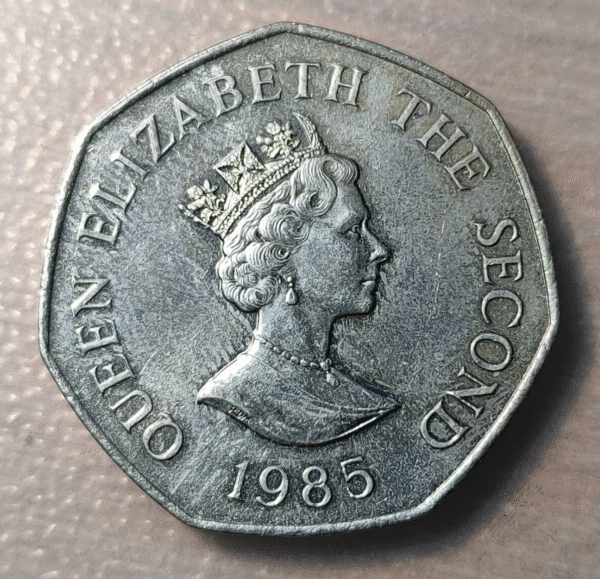 QUEEN ELIZABETH THE SECOND
1985